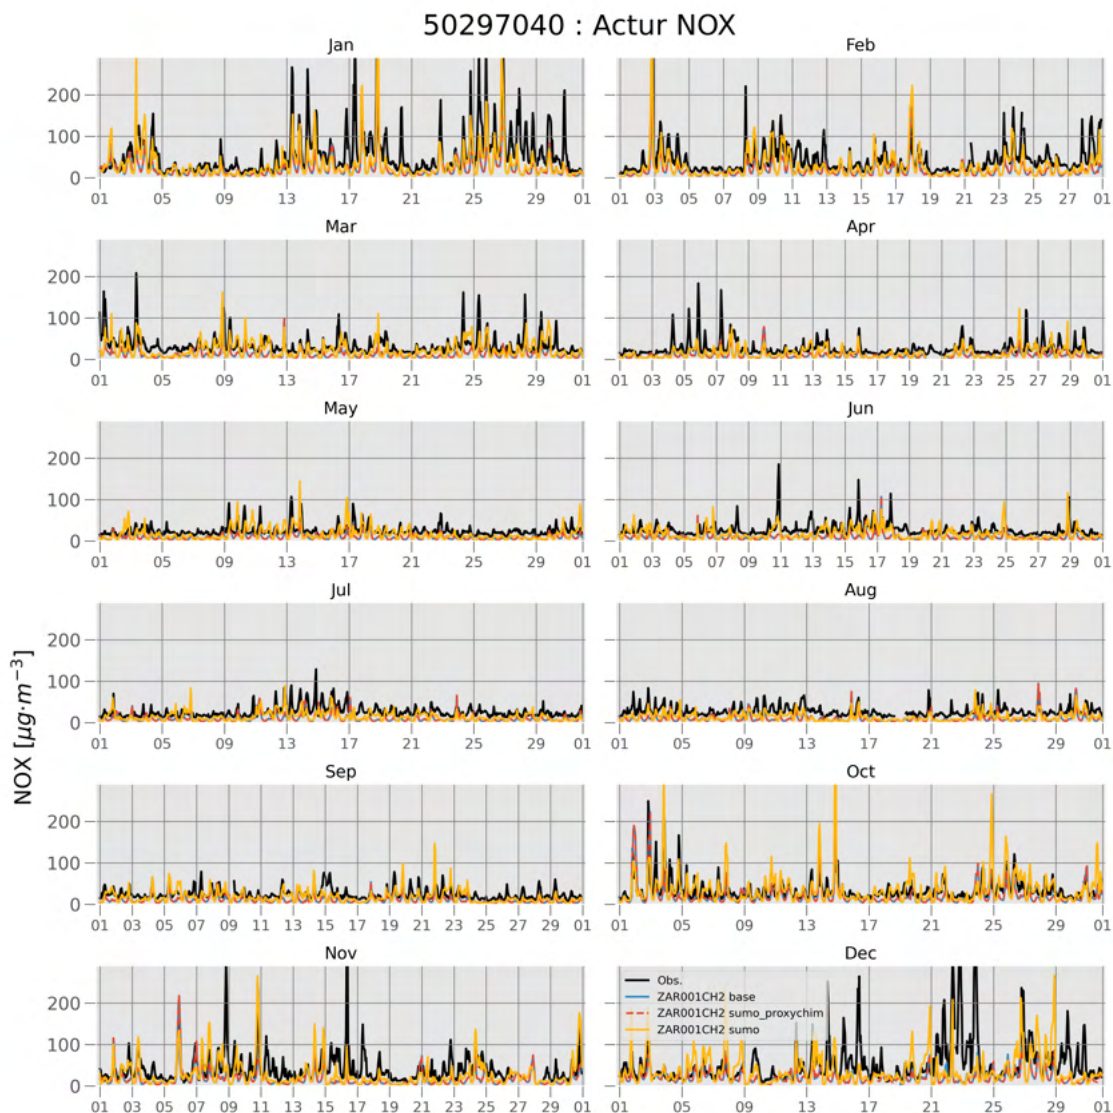 50297040 : Actur NOX
Jan
Feb
200
100
0
01 03 05 07 09 11 13 15 17 19 21 23 25 29 01
01 03 05 07 09 11 13 15 17 19 21 23 25 27 01
Mar
Apr
200
100
0
01 05 09 13 17 21 25 29 01
01 03 05 07 09 11 13 15 17 19 21 23 25 27 29 01
May
Jun
200
100
0
01 05 09 13 17 21 25 29 01
01 03 05 07 09 11 13 15 17 19 21 23 25 29 01
Jul
Aug
200
100
0
01 05 09 11 13 15 17 21 25 29 01
01 05 09 13 17 21 25 29 01
Sep
Oct
200
100
0
01 03 05 07 09 11 13 15 17 19 21 23 25 27 29 01
01 05 09 13 17 21 25 29 01
Nov
Dec
200
100
0
01 03 05 07 09 11 13 15 17 19 21 23 25 27 29 01
01 03 05 09 13 17 21 25 29 01
NOX [μg·m⁻³]
Obs.
ZAR001CH2 base
ZAR001CH2 sumo_proxychim
ZAR001CH2 sumo